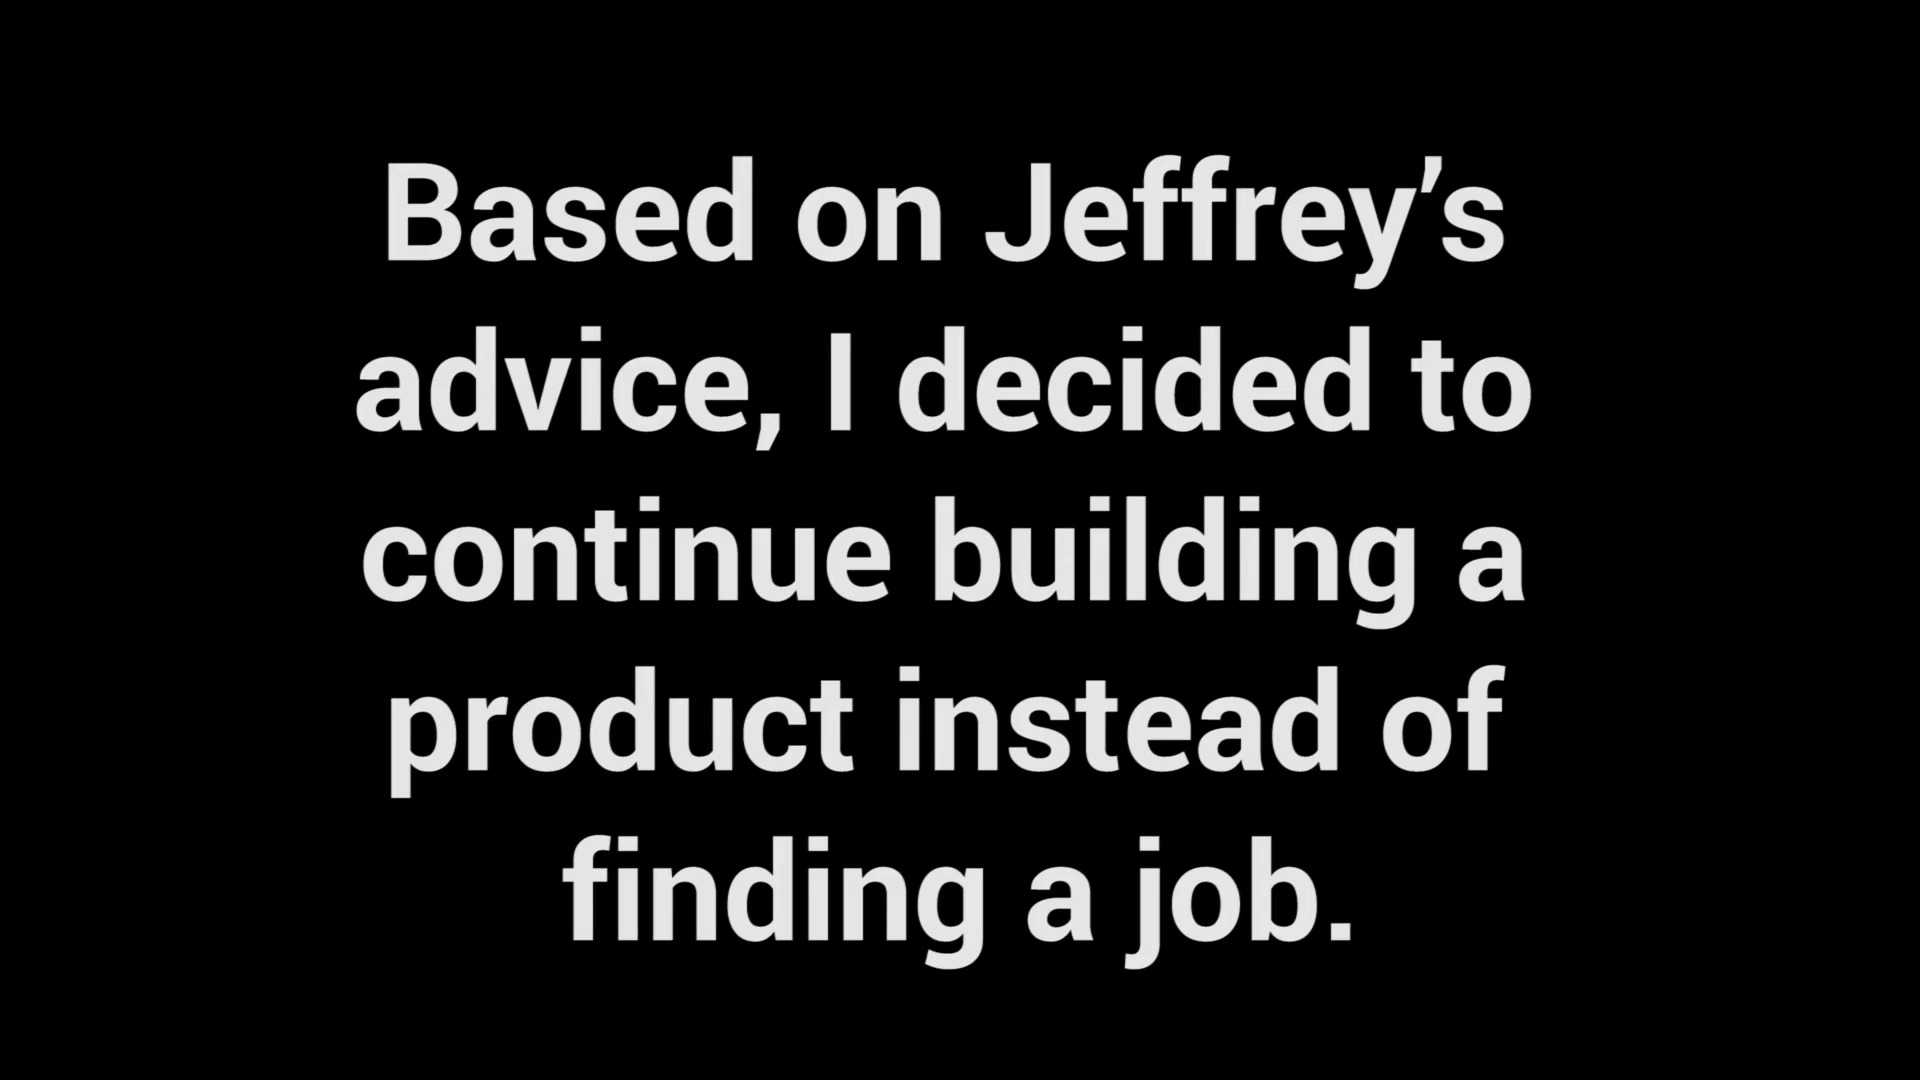 Based on Jeffrey’s
advice, I decided to
continue building a
product instead of
finding a job.